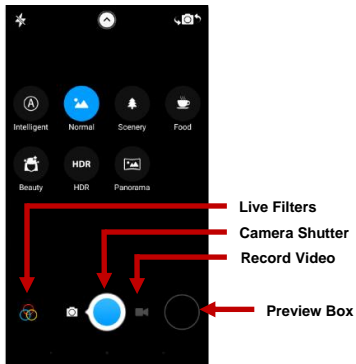 A
Intelligent Normal Scenery Food
HDR
Beauty HDR Panorama
Live Filters
Camera Shutter
Record Video
Preview Box